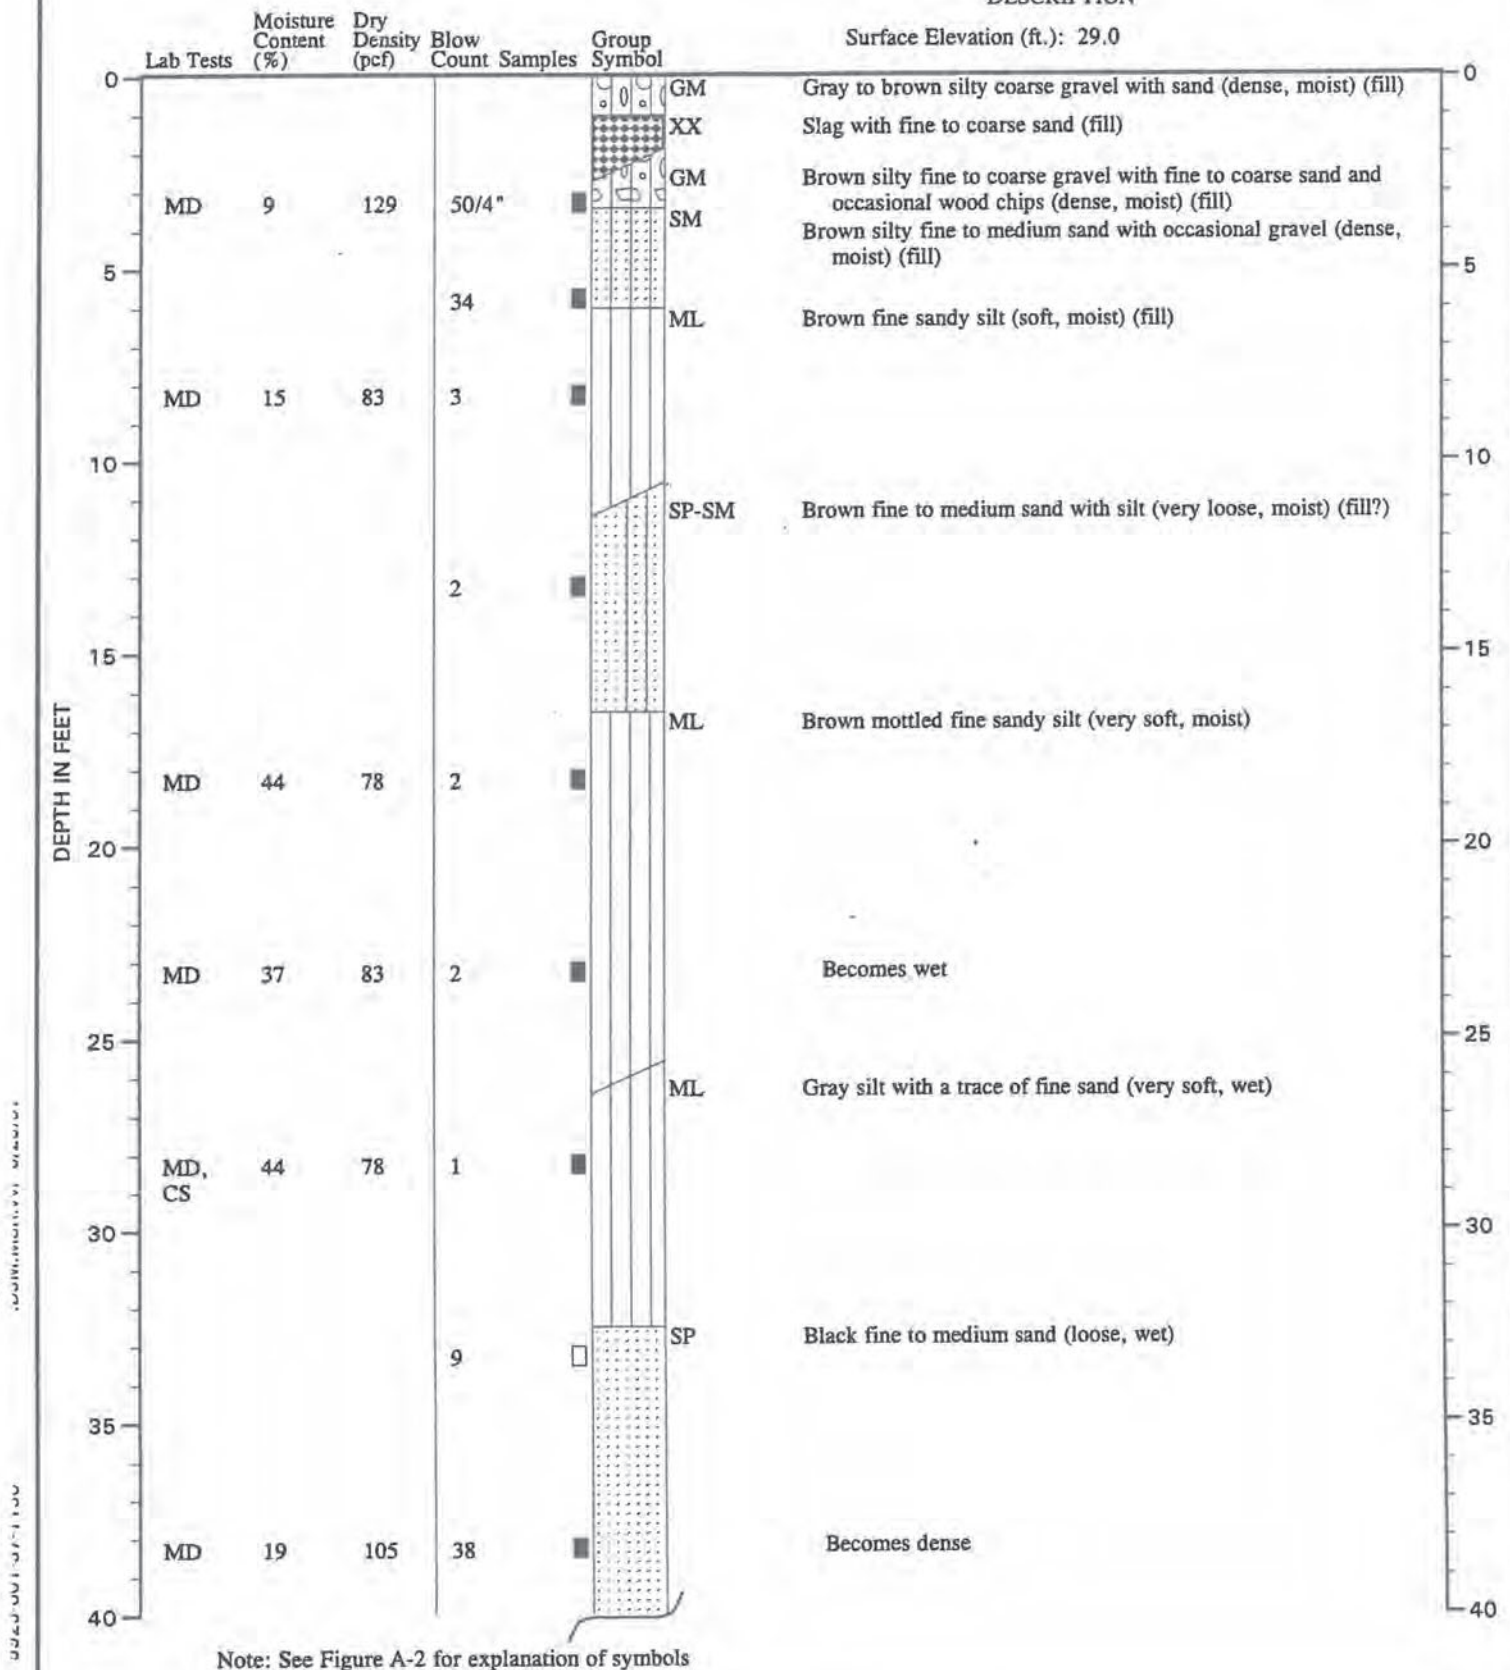 Moisture Dry
Content Density Blow Group
Lab Tests (%) (pcf) Count Samples Symbol
Surface Elevation (ft.): 29.0
0 0
GM Gray to brown silty coarse gravel with sand (dense, moist) (fill)
XX Slag with fine to coarse sand (fill)
GM Brown silty fine to coarse gravel with fine to coarse sand and
occasional wood chips (dense, moist) (fill)
MD 9 129 50/4"
SM Brown silty fine to medium sand with occasional gravel (dense,
moist) (fill)
5 5
34
ML Brown fine sandy silt (soft, moist) (fill)
MD 15 83 3
10 10
SP-SM Brown fine to medium sand with silt (very loose, moist) (fill?)
2
15 15
ML Brown mottled fine sandy silt (very soft, moist)
DEPTH IN FEET
MD 44 78 2
20 20
MD 37 83 2 Becomes wet
25 25
ML Gray silt with a trace of fine sand (very soft, wet)
MD, 44 78 1
CS
30 30
SP Black fine to medium sand (loose, wet)
9
35 35
MD 19 105 38 Becomes dense
40 40
Note: See Figure A-2 for explanation of symbols